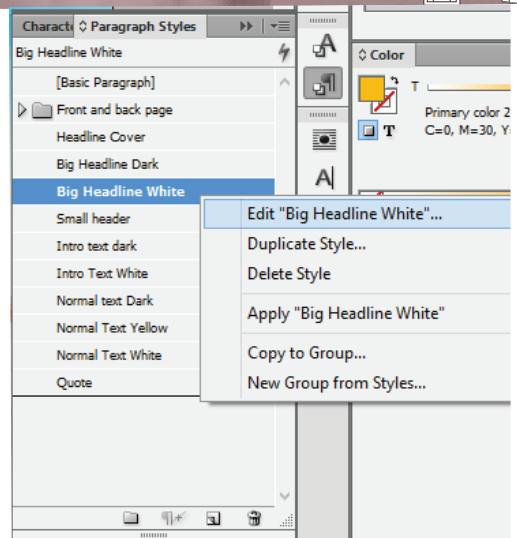 Characte Paragraph Styles
Big Headline White
[Basic Paragraph]
Front and back page
Headline Cover
Big Headline Dark
Big Headline White
Small header
Intro text dark
Intro Text White
Normal text Dark
Normal Text Yellow
Normal Text White
Quote
Edit "Big Headline White"...
Duplicate Style...
Delete Style
Apply "Big Headline White"
Copy to Group...
New Group from Styles...
A
A
Color
T
Primary color 2
T
C=0, M=30, Y